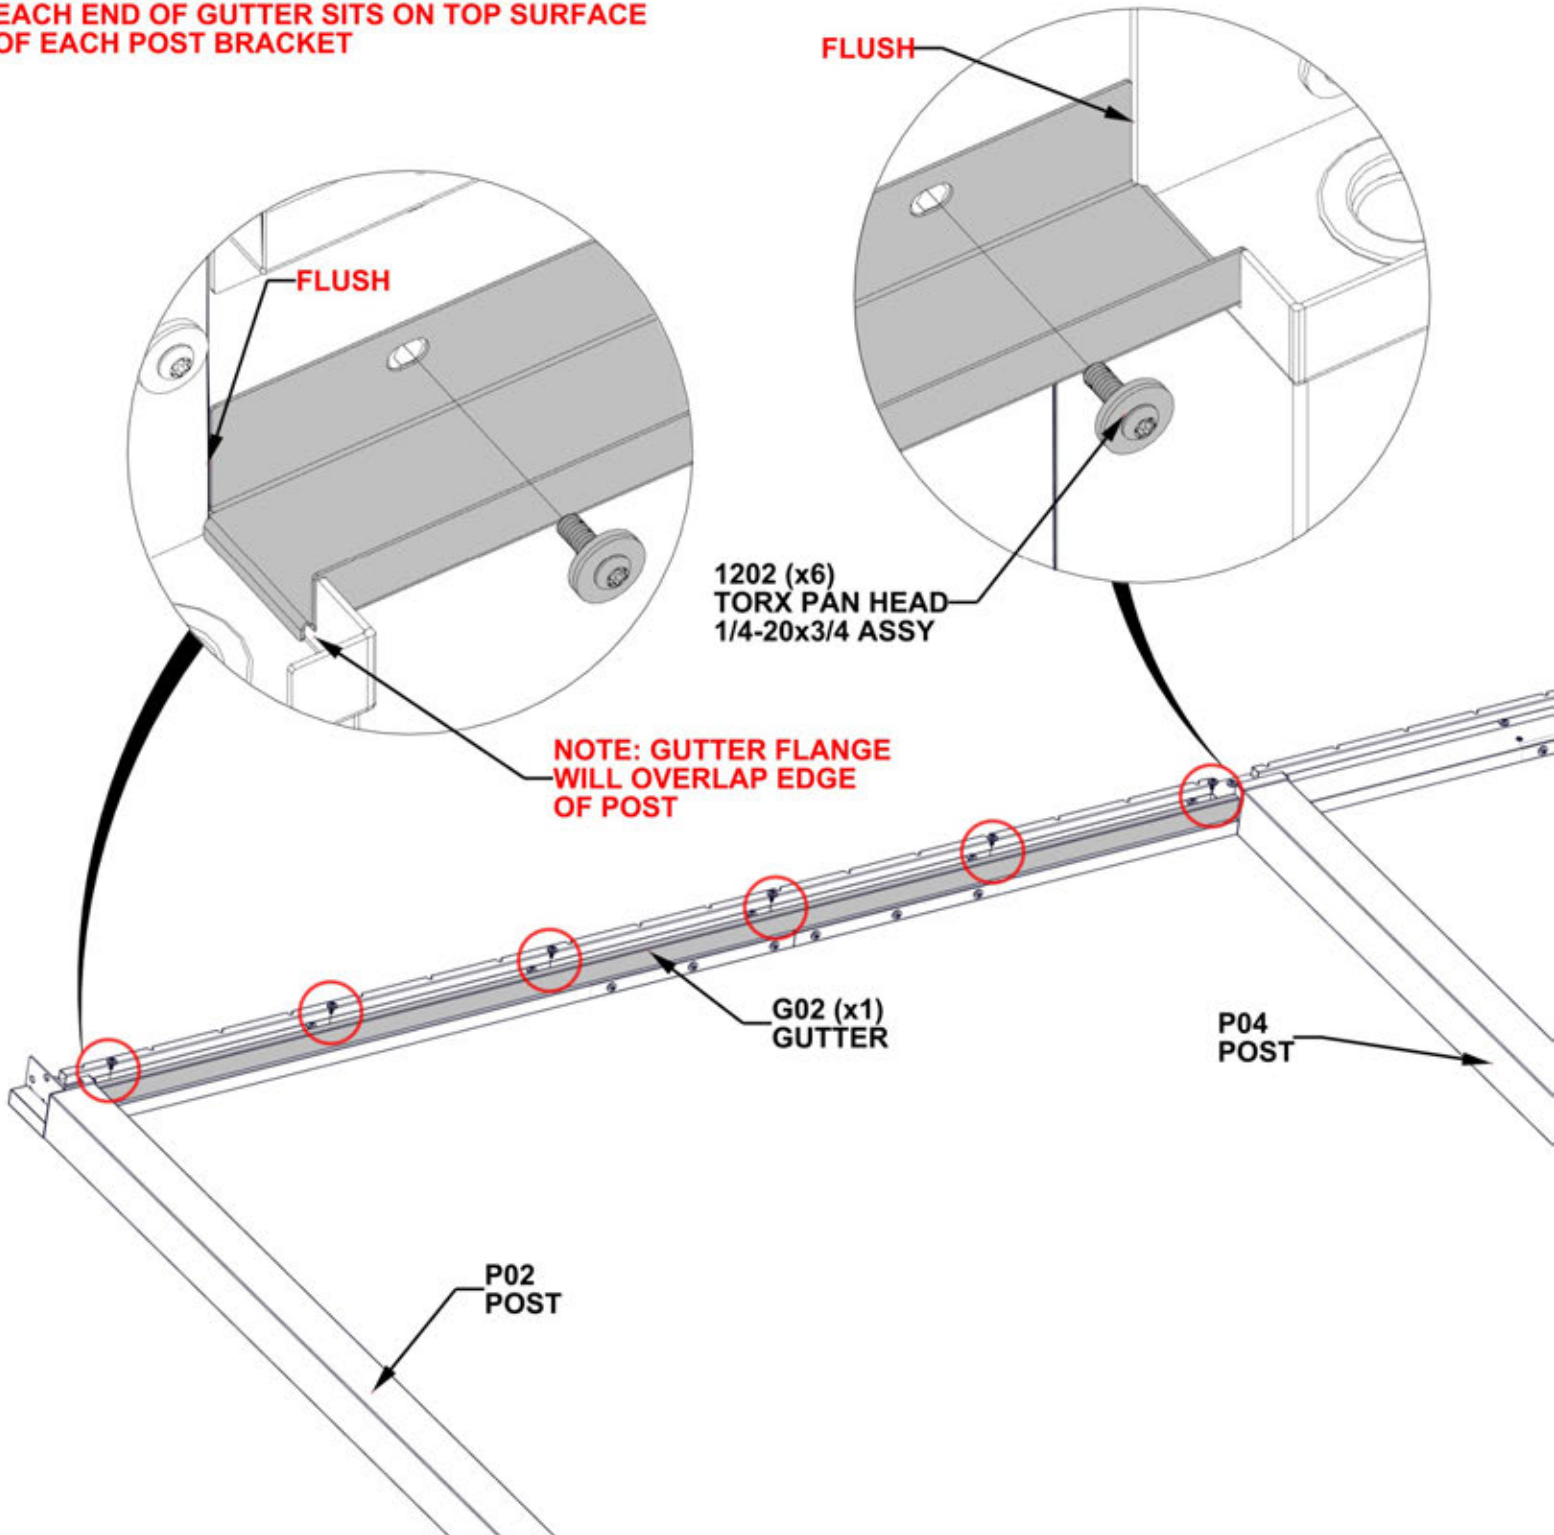 EACH END OF GUTTER SITS ON TOP SURFACE
OF EACH POST BRACKET
FLUSH
FLUSH
1202 (x6)
TORX PAN HEAD
1/4-20x3/4 ASSY
NOTE: GUTTER FLANGE
WILL OVERLAP EDGE
OF POST
G02 (x1)
GUTTER
P04
POST
P02
POST